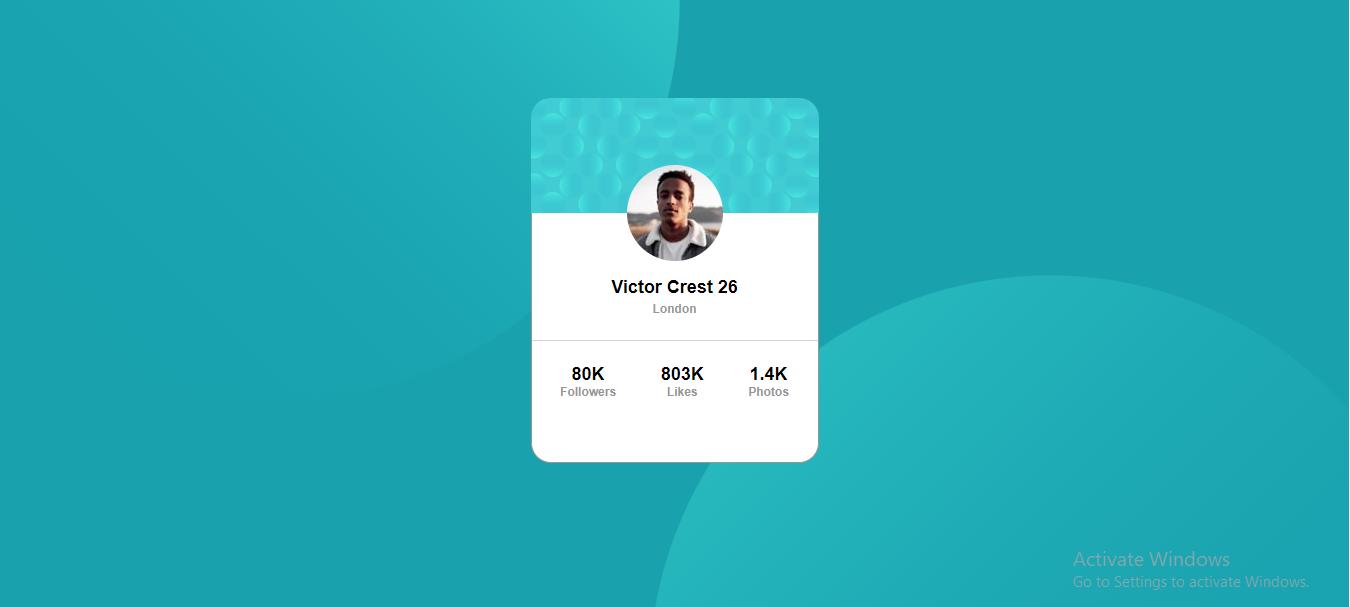 Victor Crest 26
London
80K 803K 1.4K
Followers Likes Photos
Activate Windows
Go to Settings to activate Windows.